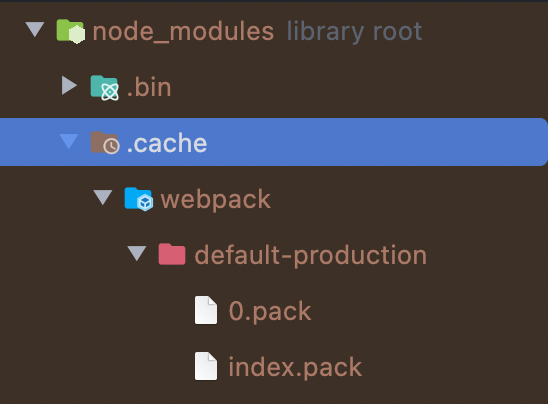 node_modules library root
.bin
.cache
webpack
default-production
0.pack
index.pack